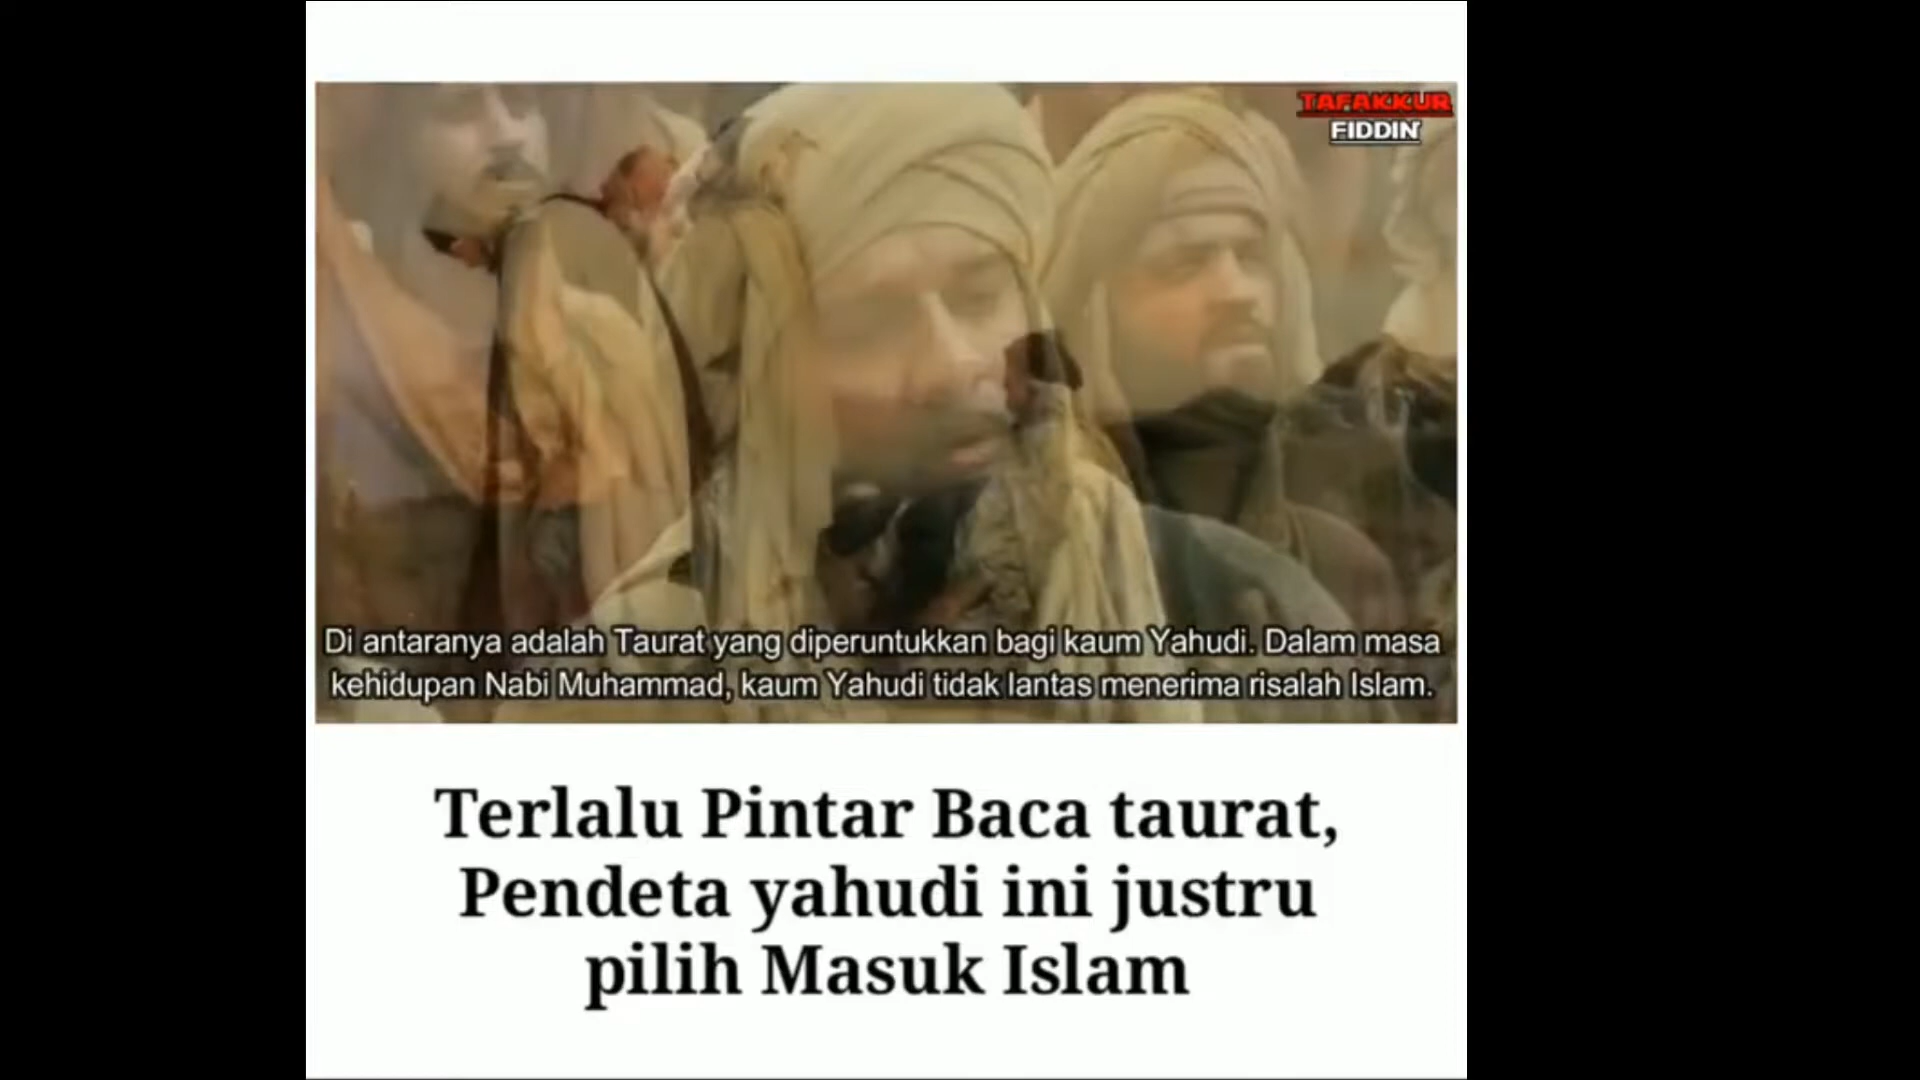 TAFAKKUR
FIDDIN
Di antaranya adalah Taurat yang diperuntukkan bagi kaum Yahudi. Dalam masa
kehidupan Nabi Muhammad, kaum Yahudi tidak lantas menerima risalah Islam.
Terlalu Pintar Baca taurat,
Pendeta yahudi ini justru
pilih Masuk Islam